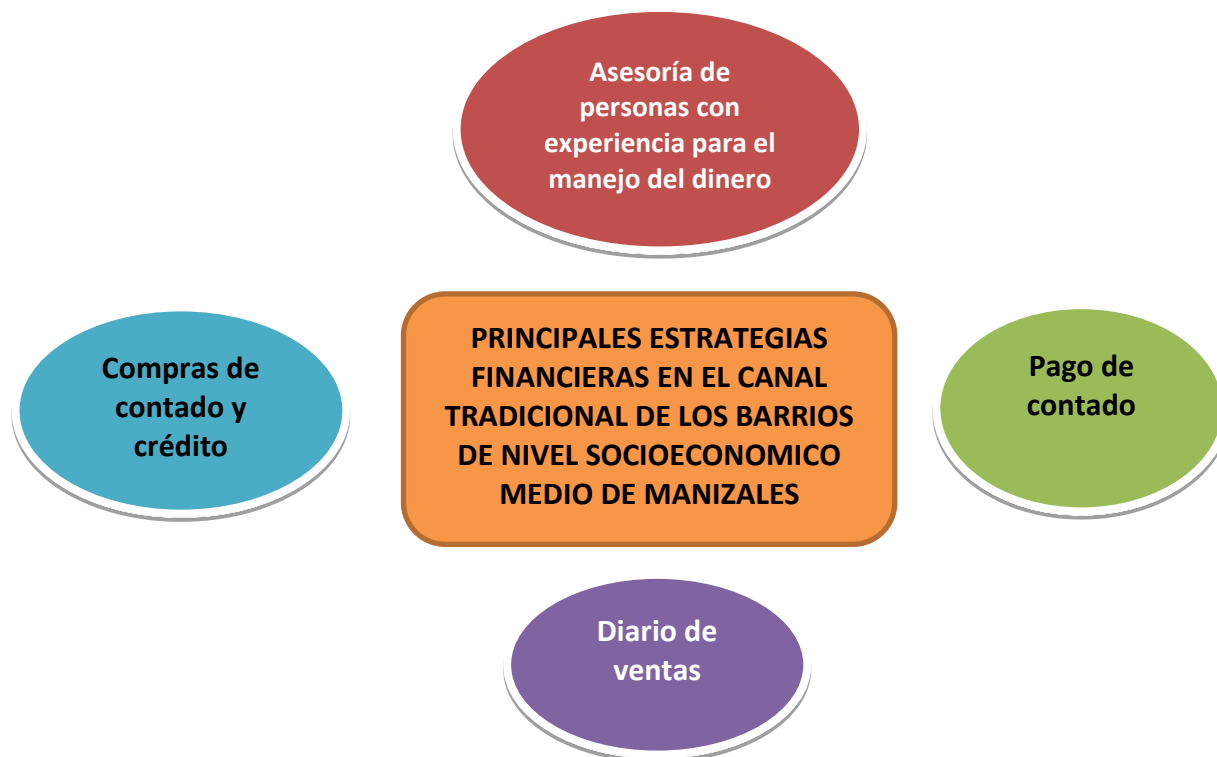 Asesoría de
personas con
experiencia para el
manejo del dinero
Compras de
contado y
crédito
PRINCIPALES ESTRATEGIAS
FINANCIERAS EN EL CANAL
TRADICIONAL DE LOS BARRIOS
DE NIVEL SOCIOECONOMICO
MEDIO DE MANIZALES
Pago de
contado
Diario de
ventas